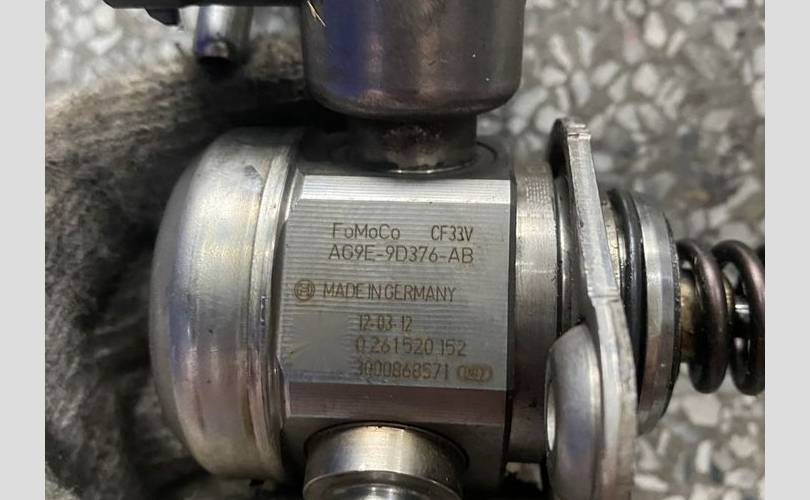 FoMoCo CF33V
AG9E-9D376-AB
MADE IN GERMANY
12-03-12
0 261 520 152
3000868571